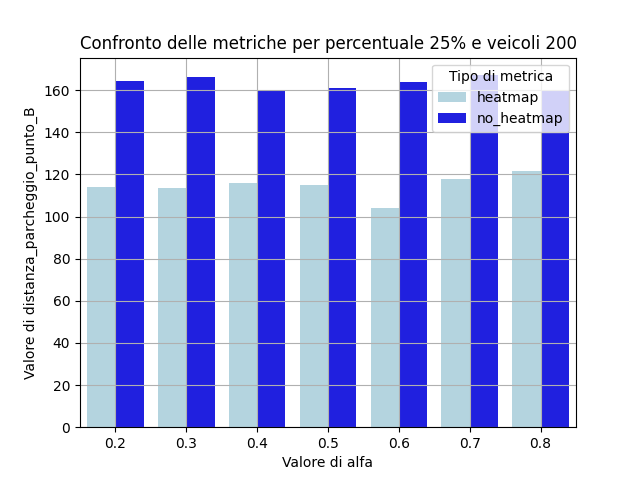 Confronto delle metriche per percentuale 25% e veicoli 200
Valore di distanza_parcheggio_punto_B
160
140
120
100
80
60
40
20
0
Tipo di metrica
heatmap
no_heatmap
0.2 0.3 0.4 0.5 0.6 0.7 0.8
Valore di alfa